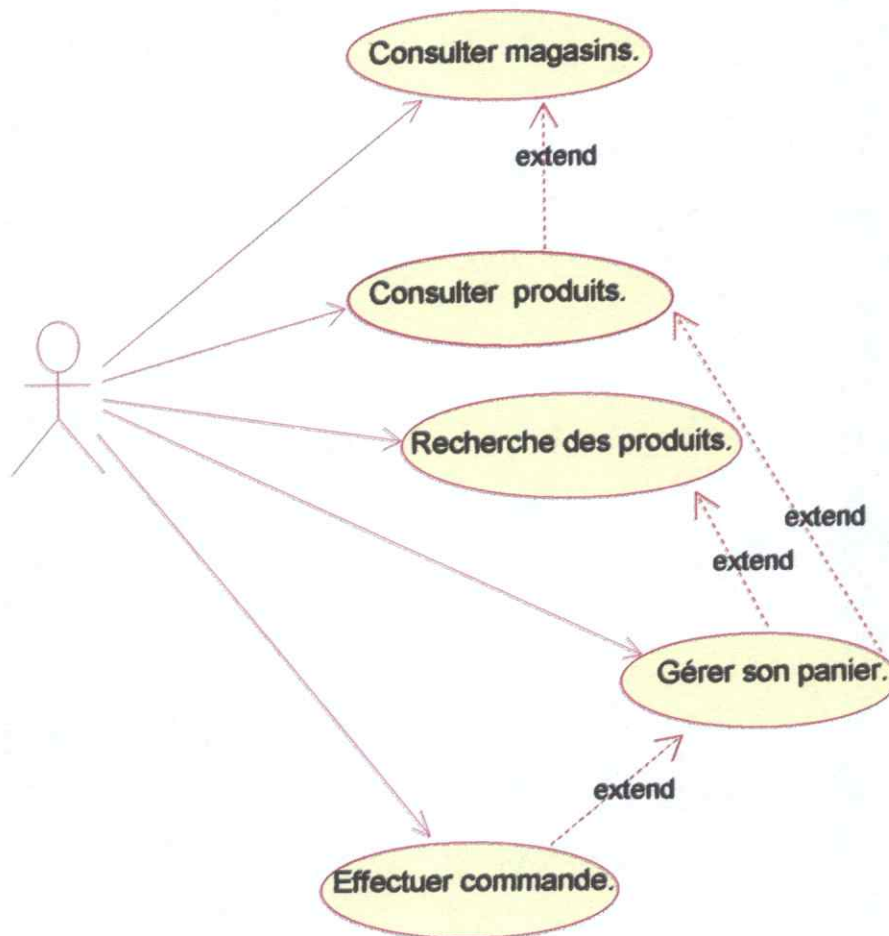 Consulter magasins.
extend
Consulter produits.
Recherche des produits.
extend
extend
Gérer son panier.
extend
Effectuer commande.